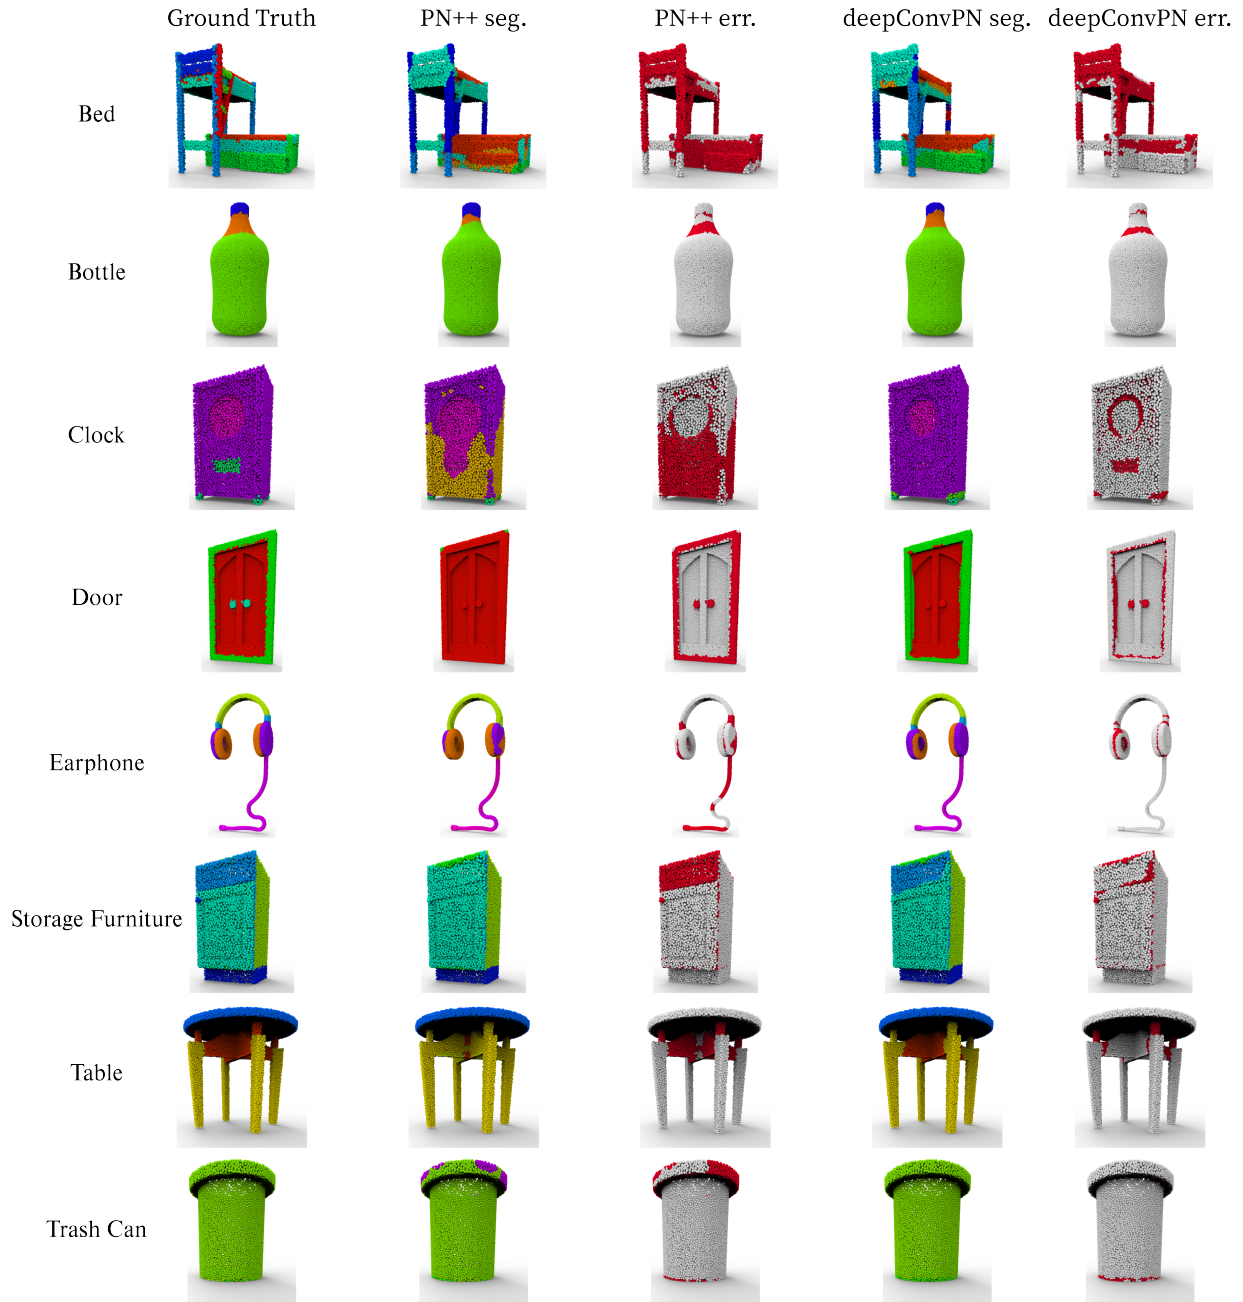 Ground Truth PN++ seg. PN++ err. deepConvPN seg. deepConvPN err.
Bed
Bottle
Clock
Door
Earphone
Storage Furniture
Table
Trash Can